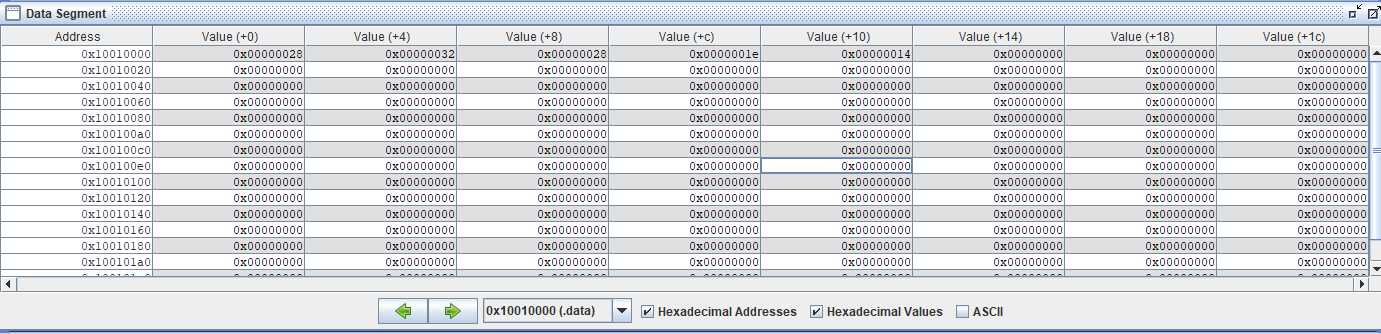 Data Segment
Address Value (+0) Value (+4) Value (+8) Value (+c) Value (+10) Value (+14) Value (+18) Value (+1c)
0x10010000 0x00000028 0x00000032 0x00000028 0x0000001e 0x00000014 0x00000000 0x00000000 0x00000000
0x10010020 0x00000000 0x00000000 0x00000000 0x00000000 0x00000000 0x00000000 0x00000000 0x00000000
0x10010040 0x00000000 0x00000000 0x00000000 0x00000000 0x00000000 0x00000000 0x00000000 0x00000000
0x10010060 0x00000000 0x00000000 0x00000000 0x00000000 0x00000000 0x00000000 0x00000000 0x00000000
0x10010080 0x00000000 0x00000000 0x00000000 0x00000000 0x00000000 0x00000000 0x00000000 0x00000000
0x100100a0 0x00000000 0x00000000 0x00000000 0x00000000 0x00000000 0x00000000 0x00000000 0x00000000
0x100100c0 0x00000000 0x00000000 0x00000000 0x00000000 0x00000000 0x00000000 0x00000000 0x00000000
0x100100e0 0x00000000 0x00000000 0x00000000 0x00000000 0x00000000 0x00000000 0x00000000 0x00000000
0x10010100 0x00000000 0x00000000 0x00000000 0x00000000 0x00000000 0x00000000 0x00000000 0x00000000
0x10010120 0x00000000 0x00000000 0x00000000 0x00000000 0x00000000 0x00000000 0x00000000 0x00000000
0x10010140 0x00000000 0x00000000 0x00000000 0x00000000 0x00000000 0x00000000 0x00000000 0x00000000
0x10010160 0x00000000 0x00000000 0x00000000 0x00000000 0x00000000 0x00000000 0x00000000 0x00000000
0x10010180 0x00000000 0x00000000 0x00000000 0x00000000 0x00000000 0x00000000 0x00000000 0x00000000
0x100101a0 0x00000000 0x00000000 0x00000000 0x00000000 0x00000000 0x00000000 0x00000000 0x00000000
0x10010000 (.data) Hexadecimal Addresses Hexadecimal Values ASCII